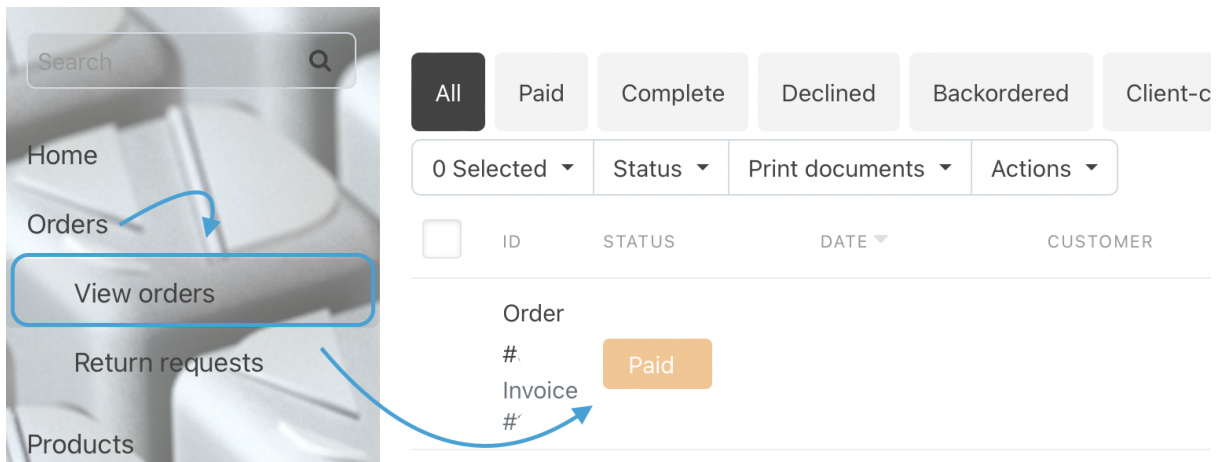 Search
Home
Orders
View orders
Return requests
Products
All Paid Complete Declined Backordered Client-c
0 Selected Status Print documents Actions
ID STATUS DATE CUSTOMER
Order
#
Paid
Invoice
#